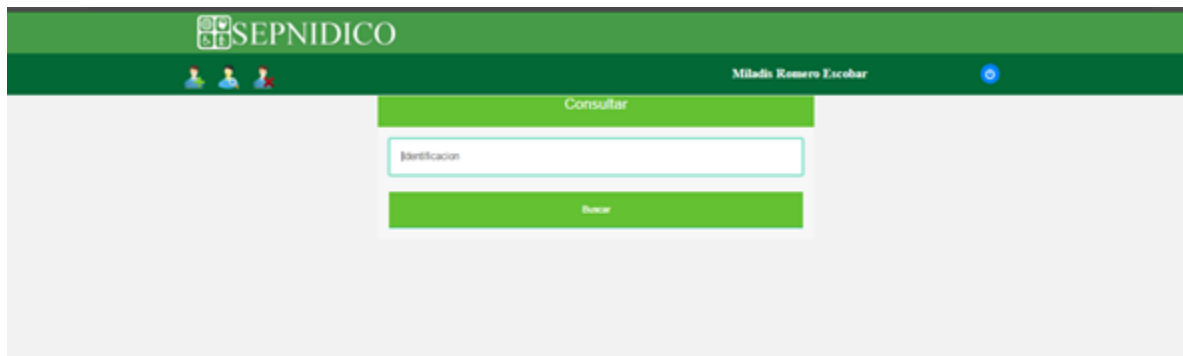 SEPNIDICO
Miladis Romero Escobar
Consultar
Identificacion
Buscar